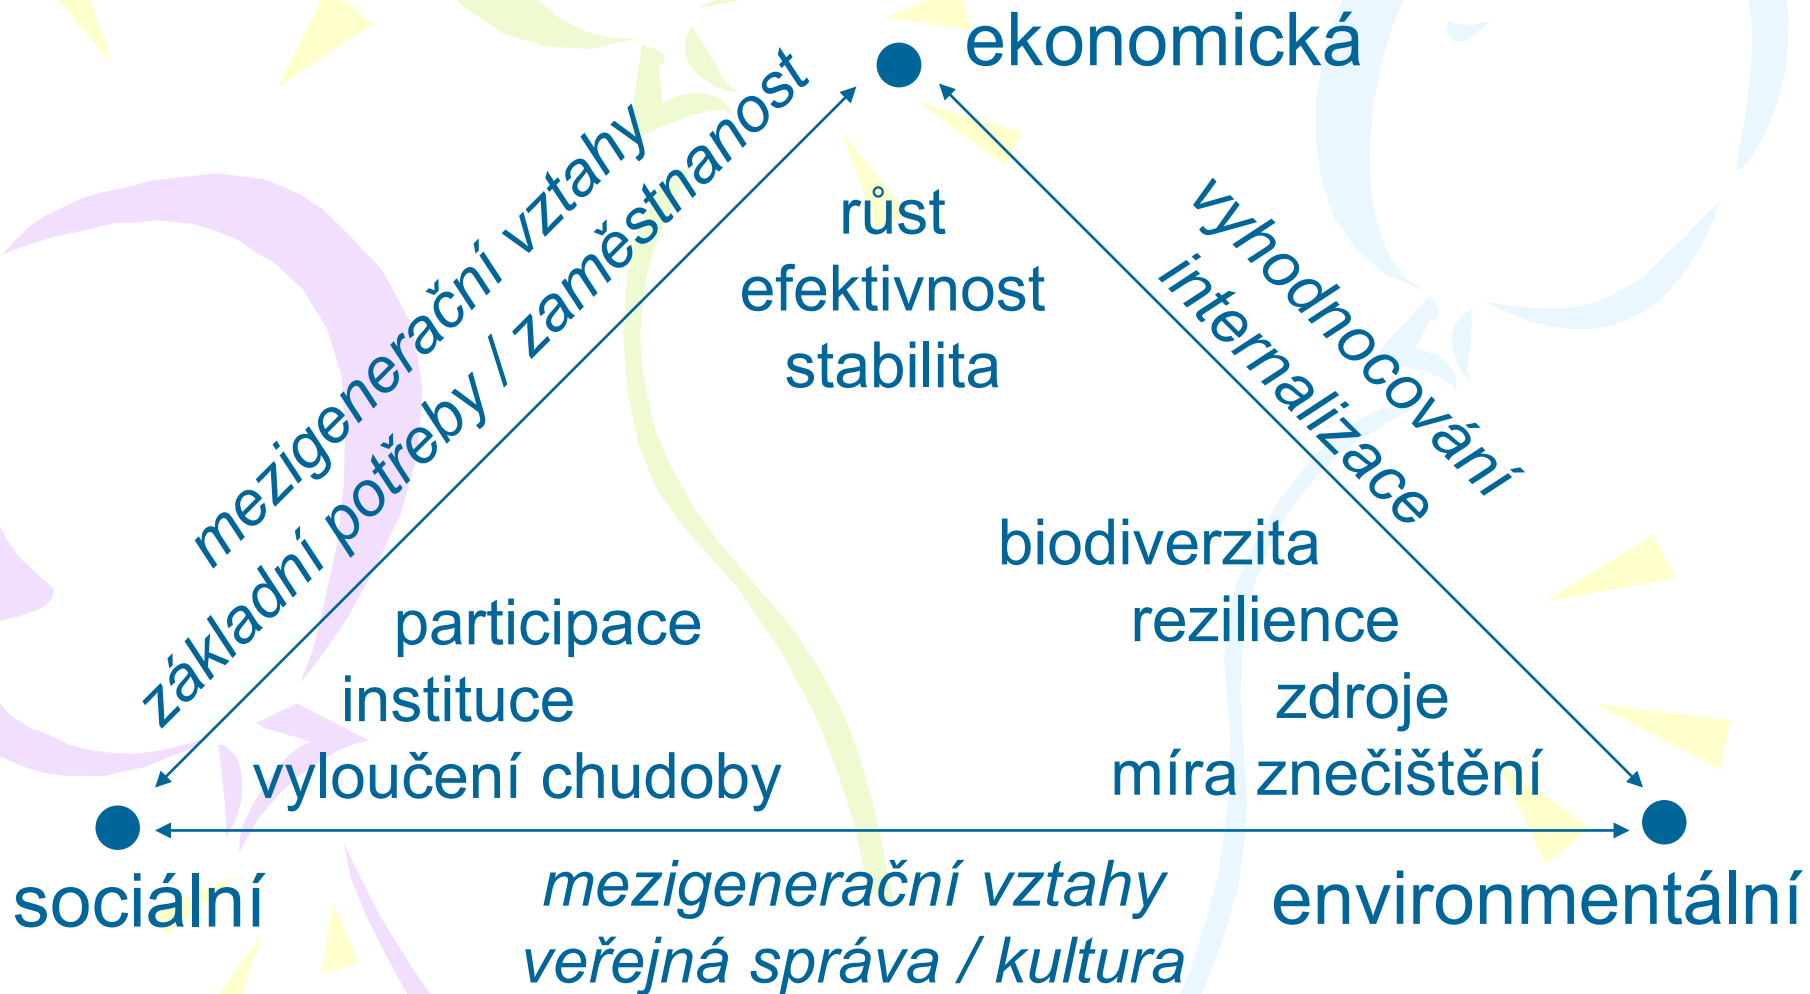 ekonomická
mezigenerační vztahy
základní potřeby / zaměstnanost
růst
efektivnost
stabilita
vyhodnocování
internalizace
biodiverzita
rezilience
zdroje
míra znečištění
participace
instituce
vyloučení chudoby
sociální
mezigenerační vztahy
veřejná správa / kultura
environmentální